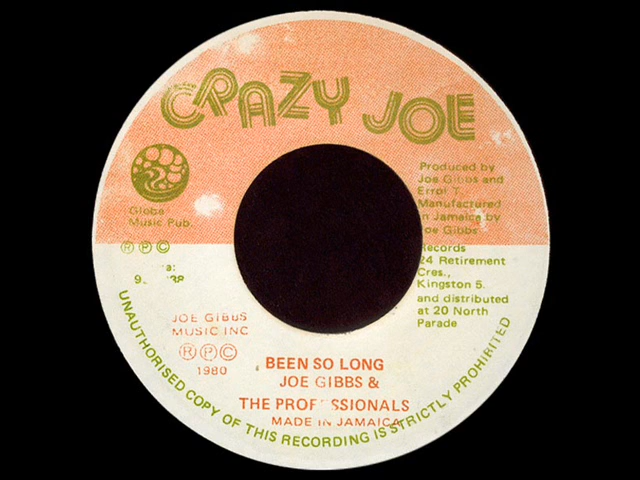 CRAZY JOE
Globe
Music Pub.
Produced by
Joe Gibbs and
Errol T.
Manufactured
in Jamaica by
Joe Gibbs
Records
24 Retirement
Cres.,
Kingston 5.
and distributed
at 20 North
Parade
Ⓡ Ⓟ Ⓒ
JOE GIBBS
MUSIC INC
Ⓡ Ⓟ Ⓒ
1980
BEEN SO LONG
JOE GIBBS &
THE PROFESSIONALS
MADE IN JAMAICA
UNAUTHORISED COPY OF THIS RECORDING IS STRICTLY PROHIBITED